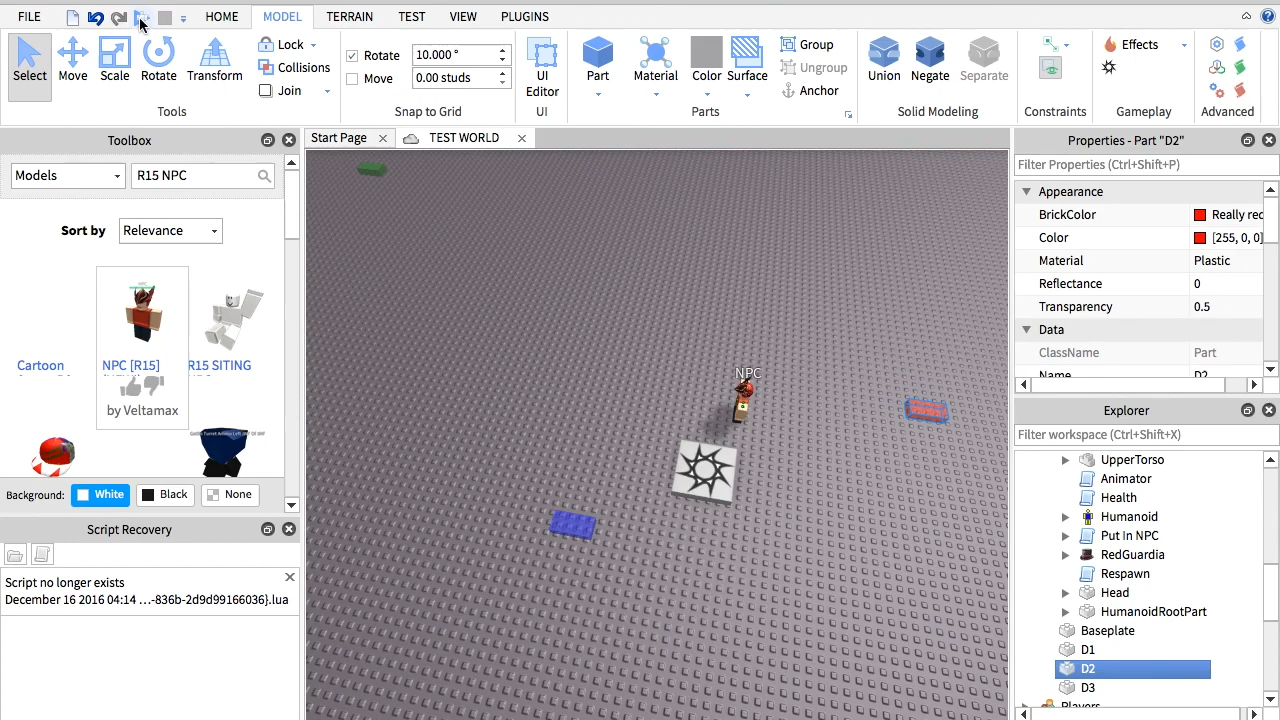 FILE HOME MODEL TERRAIN TEST VIEW PLUGINS
Select Move Scale Rotate Transform
Lock
Collisions
Join
Tools
Rotate 10.000 °
Move 0.00 studs
Snap to Grid
UI
Editor
UI
Part Material Color Surface
Group
Ungroup
Anchor
Parts
Union Negate Separate
Solid Modeling
Constraints
Effects
Gameplay
Advanced
Toolbox
Models R15 NPC
Sort by Relevance
Cartoon NPC [R15] R15 SITING
by Veltamax
Background: White Black None
Script Recovery
Script no longer exists
December 16 2016 04:14 ...-836b-2d9d99166036}.lua
Start Page TEST WORLD
NPC
Properties - Part "D2"
Filter Properties (Ctrl+Shift+P)
Appearance
BrickColor Really red
Color [255, 0, 0]
Material Plastic
Reflectance 0
Transparency 0.5
Data
ClassName Part
Name D2
Explorer
Filter workspace (Ctrl+Shift+X)
UpperTorso
Animator
Health
Humanoid
Put In NPC
RedGuardia
Respawn
Head
HumanoidRootPart
Baseplate
D1
D2
D3
Players